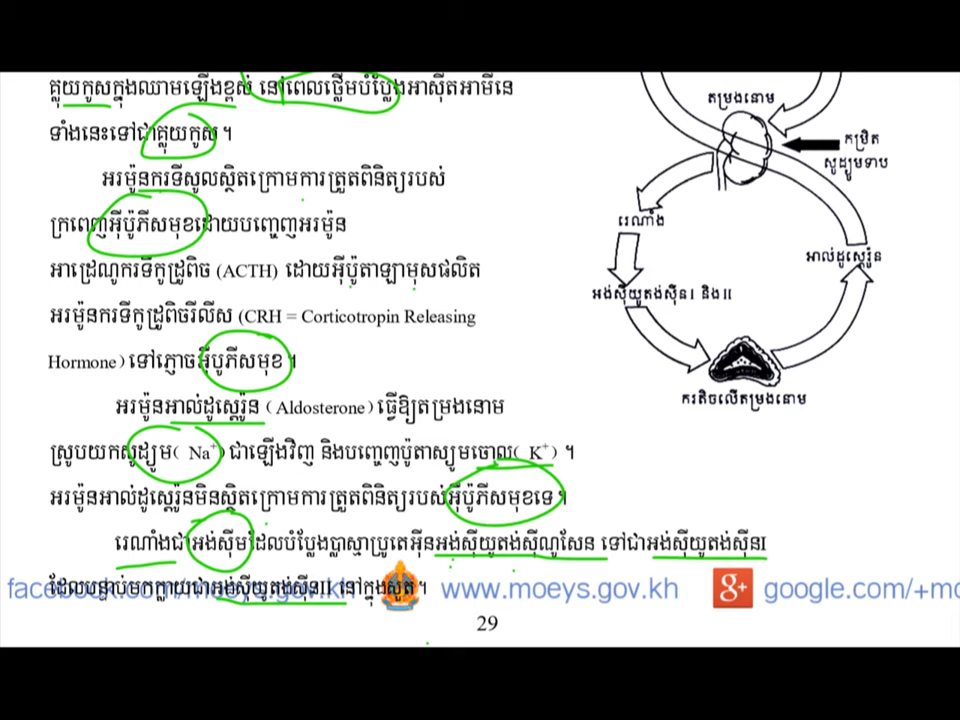 គ្លុយកូសក្នុងឈាមឡើងខ្ពស់ នៅពេលថ្លើមបំប្លែងអាស៊ីតអាមីនេ
ទាំងនេះទៅជាគ្លុយកូស។
អរម៉ូនករទីសូលស្ថិតក្រោមការត្រួតពិនិត្យរបស់
ក្រពេញអ៊ីប៉ូភីសមុខដោយបញ្ចេញអរម៉ូន
អាដ្រេណូករទីកូដ្រូពិច (ACTH) ដោយអ៊ីប៉ូតាឡាមុសផលិត
អរម៉ូនករទីកូដ្រូពិចរីលីស (CRH = Corticotropin Releasing
Hormone) ទៅភ្ញោចអ៊ីបូភីសមុខ។
អរម៉ូនអាល់ដូស្តេរ៉ូន (Aldosterone) ធ្វើឱ្យតម្រងនោម
ស្រូបយកសូដ្យូម( Na⁺) ជាឡើងវិញ និងបញ្ចេញប៉ូតាស្យូមចោល( K⁺) ។
អរម៉ូនអាល់ដូស្តេរ៉ូនមិនស្ថិតក្រោមការត្រួតពិនិត្យរបស់អ៊ីប៉ូភីសមុខទេ។
រេណាំងជាអង់ស៊ីមដែលបំប្លែងប្លាស្មាប្រូតេអ៊ីនអង់ស៊ីយូតង់ស៊ីណូសែន ទៅជាអង់ស៊ីយូតង់ស៊ីនI
ដែលបន្ទាប់មកក្លាយជាអង់ស៊ីយូតង់ស៊ីនII នៅក្នុងសួត។
តម្រងនោម
កម្រិត
សូដ្យូមទាប
រេណាំង
អាល់ដូស្តេរ៉ូន
អង់ស៊ីយូតង់ស៊ីនI និងII
ករតិចលើតម្រងនោម
www.moeys.gov.kh
g+
google.com/+mo
29